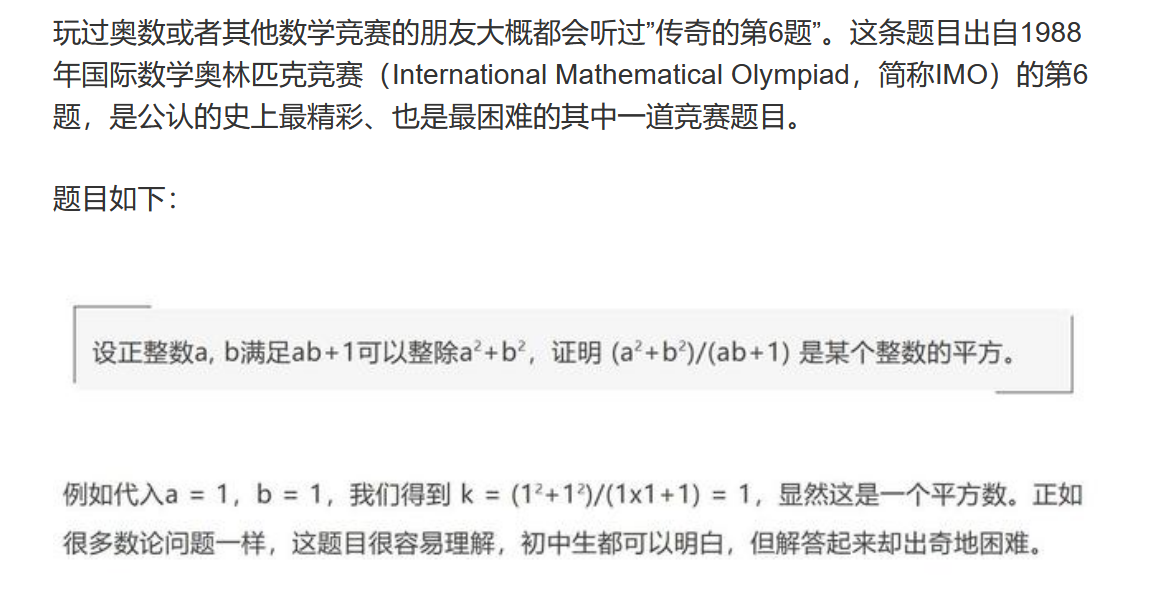 玩过奥数或者其他数学竞赛的朋友大概都会听过”传奇的第6题”。这条题目出自1988
年国际数学奥林匹克竞赛（International Mathematical Olympiad，简称IMO）的第6
题，是公认的史上最精彩、也是最困难的其中一道竞赛题目。
题目如下：
设正整数a, b满足ab+1可以整除a²+b²，证明 (a²+b²)/(ab+1) 是某个整数的平方。
例如代入a = 1，b = 1，我们得到 k = (1²+1²)/(1x1+1) = 1，显然这是一个平方数。正如
很多数论问题一样，这题目很容易理解，初中生都可以明白，但解答起来却出奇地困难。